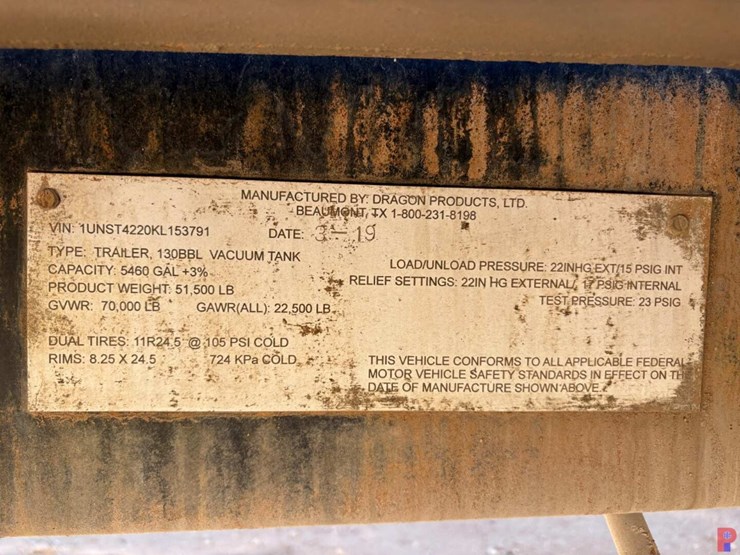 MANUFACTURED BY: DRAGON PRODUCTS, LTD.
BEAUMONT, TX 1-800-231-8198
VIN: 1UNST4220KL153791
DATE: 3-19
TYPE: TRAILER, 130BBL VACUUM TANK
CAPACITY: 5460 GAL +3%
PRODUCT WEIGHT: 51,500 LB
GVWR: 70,000 LB GAWR(ALL): 22,500 LB
LOAD/UNLOAD PRESSURE: 22INHG EXT/15 PSIG INT
RELIEF SETTINGS: 22IN HG EXTERNAL/ 17 PSIG INTERNAL
TEST PRESSURE: 23 PSIG
DUAL TIRES: 11R24.5 @ 105 PSI COLD
RIMS: 8.25 X 24.5 724 KPa COLD
THIS VEHICLE CONFORMS TO ALL APPLICABLE FEDERAL
MOTOR VEHICLE SAFETY STANDARDS IN EFFECT ON TH
DATE OF MANUFACTURE SHOWN ABOVE.